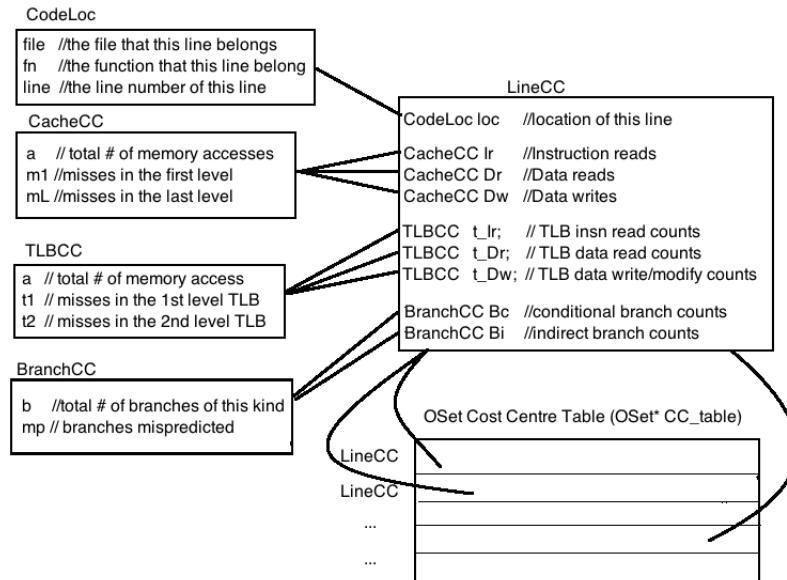 CodeLoc
file //the file that this line belongs
fn //the function that this line belong
line //the line number of this line
CacheCC
a // total # of memory accesses
m1 //misses in the first level
mL //misses in the last level
TLBCC
a // total # of memory access
t1 // misses in the 1st level TLB
t2 // misses in the 2nd level TLB
BranchCC
b //total # of branches of this kind
mp // branches mispredicted
LineCC
CodeLoc loc //location of this line
CacheCC Ir //Instruction reads
CacheCC Dr //Data reads
CacheCC Dw //Data writes
TLBCC t_Ir; // TLB insn read counts
TLBCC t_Dr; // TLB data read counts
TLBCC t_Dw; // TLB data write/modify counts
BranchCC Bc //conditional branch counts
BranchCC Bi //indirect branch counts
OSet Cost Centre Table (OSet* CC_table)
LineCC
LineCC
...
...